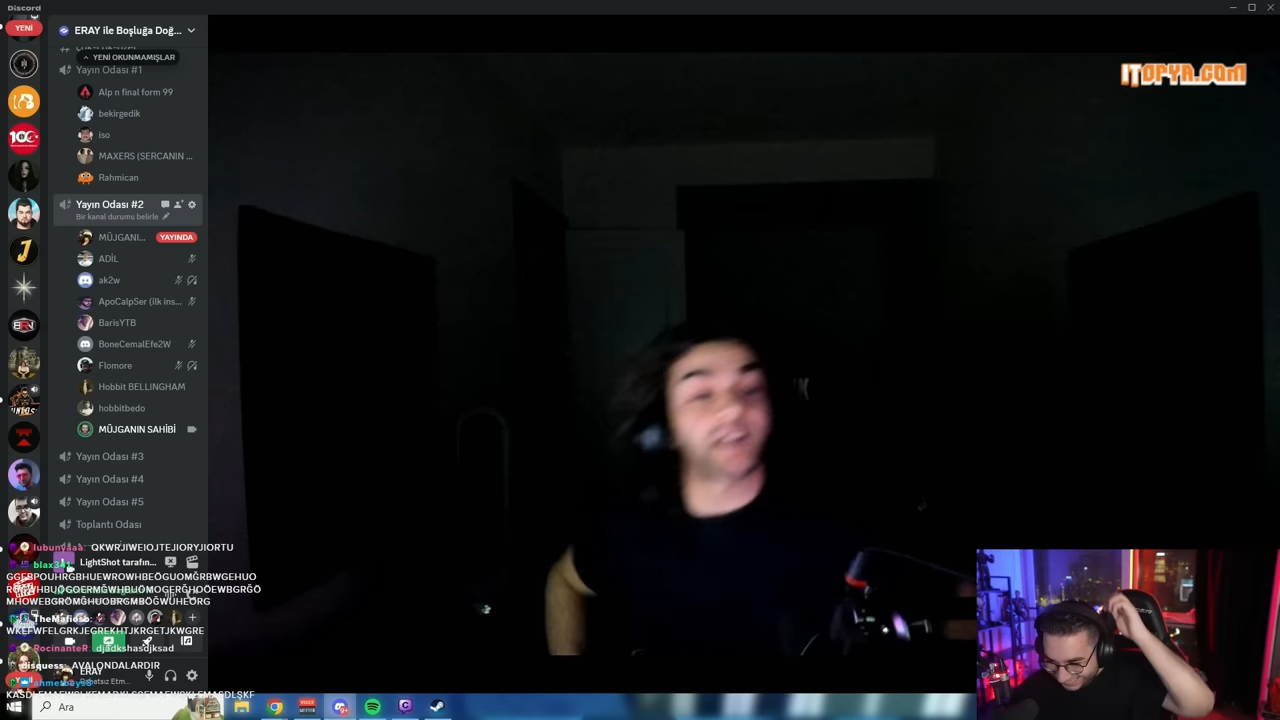 Discord
YENİ
ERAY ile Boşluğa Doğ...
YENİ OKUNMAMIŞLAR
ITOPYA.COM
Yayın Odası #1
Alp n final form 99
bekirgedik
iso
MAXERS (SERCANIN ...
Rahmican
Yayın Odası #2
Bir kanal durumu belirle
MÜJGANI... YAYINDA
ADİL
ak2w
ApoCalpSer (ilk ins...
BarisYTB
BoneCemalEfe2W
Flomore
Hobbit BELLINGHAM
hobbitbedo
MÜJGANIN SAHİBİ
Yayın Odası #3
Yayın Odası #4
Yayın Odası #5
Toplantı Odası
lubunyaaa: QKWRJIWEIOJTEJIORYJIORTU
LightShot tarafın...
TheMafioso:
WKEFWFELGRKJEGREKHTJKRGETJKWGRE
RocinanteR djadkshasdjksad
AVALONDALARDIR
ERAY
Ara